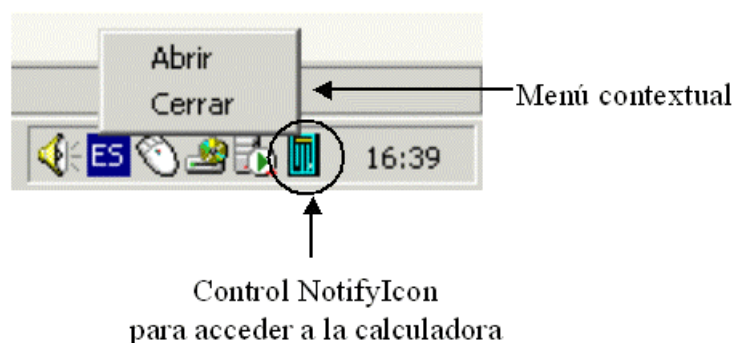 Abrir
Cerrar
Menú contextual
ES
16:39
Control NotifyIcon
para acceder a la calculadora